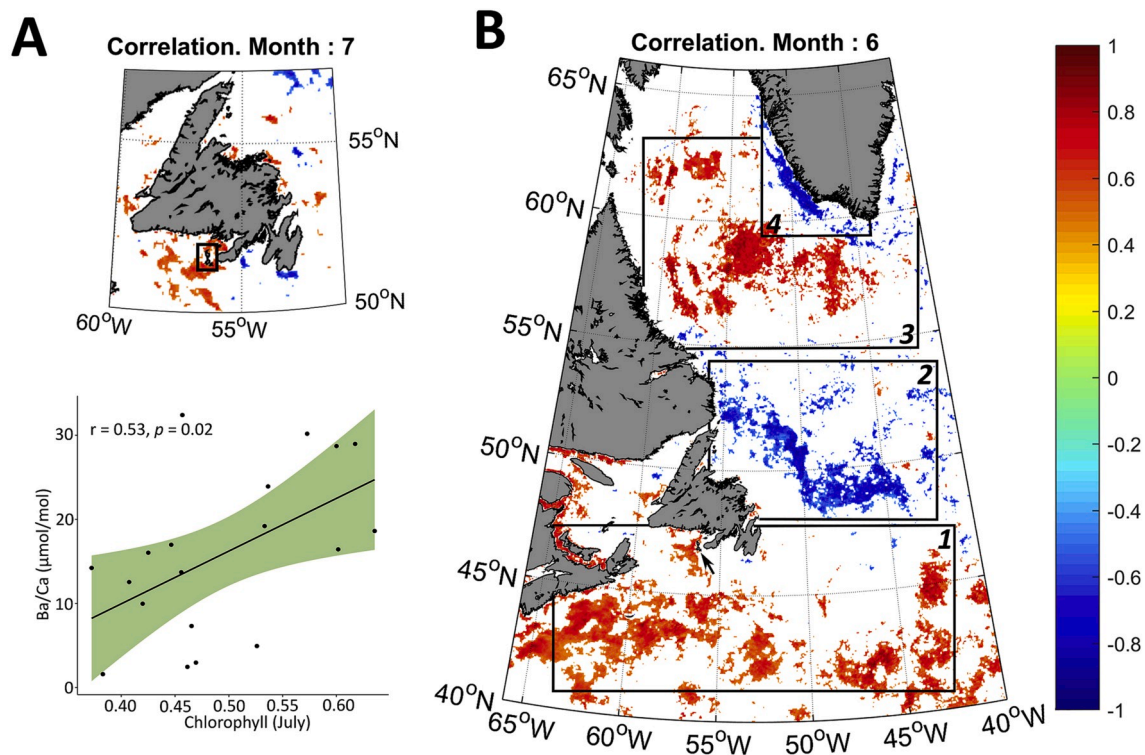 A
Correlation. Month : 7
55°N
50°N
60°W
55°W
r = 0.53, p = 0.02
Ba/Ca (µmol/mol)
30
20
10
0
0.40
0.45
0.50
0.55
0.60
Chlorophyll (July)
B
Correlation. Month : 6
65°N
60°N
55°N
50°N
45°N
40°N
65°W
60°W
55°W
50°W
45°W
40°W
4
3
2
1
1
0.8
0.6
0.4
0.2
0
-0.2
-0.4
-0.6
-0.8
-1